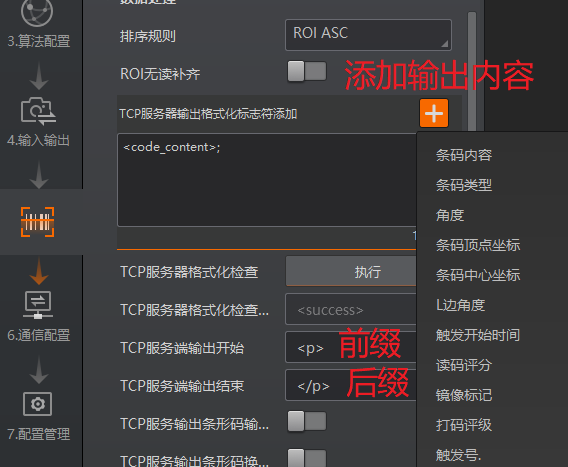 数据处理
3.算法配置
排序规则
ROI ASC
ROI无读补齐
添加输出内容
TCP服务器输出格式化标志符添加
4.输入输出
<code_content>;
条码内容
条码类型
角度
条码顶点坐标
条码中心坐标
L边角度
触发开始时间
读码评分
镜像标记
打码评级
触发号.
TCP服务器格式化检查
执行
TCP服务器格式化检查...
<success>
6.通信配置
TCP服务端输出开始
<p>
前缀
TCP服务端输出结束
</p>
后缀
TCP服务输出条形码输...
7.配置管理
TCP服务输出条形码换...